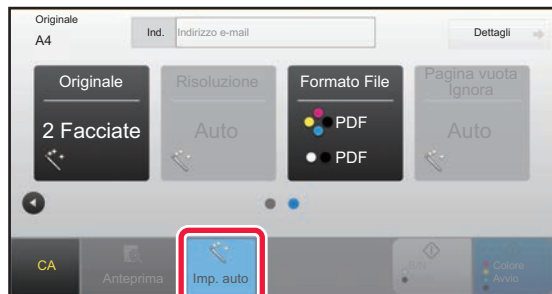 Originale
A4
Ind.
Indirizzo e-mail
Dettagli
Originale
2 Facciate
Risoluzione
Auto
Formato File
PDF
PDF
Pagina vuota
Ignora
Auto
CA
Anteprima
Imp. auto
B/N
Avvio
Colore
Avvio